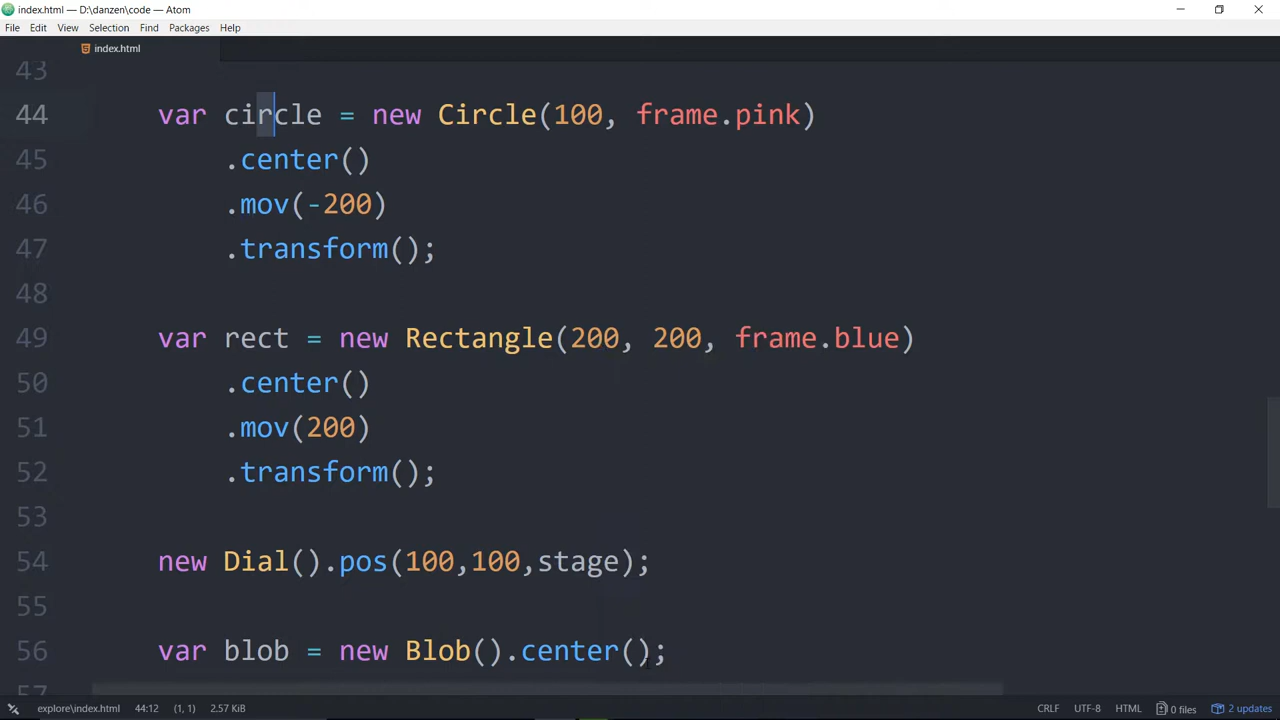 index.html — D:\danzen\code — Atom
File Edit View Selection Find Packages Help
index.html
43
44 var circle = new Circle(100, frame.pink)
45 .center()
46 .mov(-200)
47 .transform();
48
49 var rect = new Rectangle(200, 200, frame.blue)
50 .center()
51 .mov(200)
52 .transform();
53
54 new Dial().pos(100,100,stage);
55
56 var blob = new Blob().center();
57
explore\index.html 44:12 (1, 1) 2.57 KiB CRLF UTF-8 HTML 0 files 2 updates